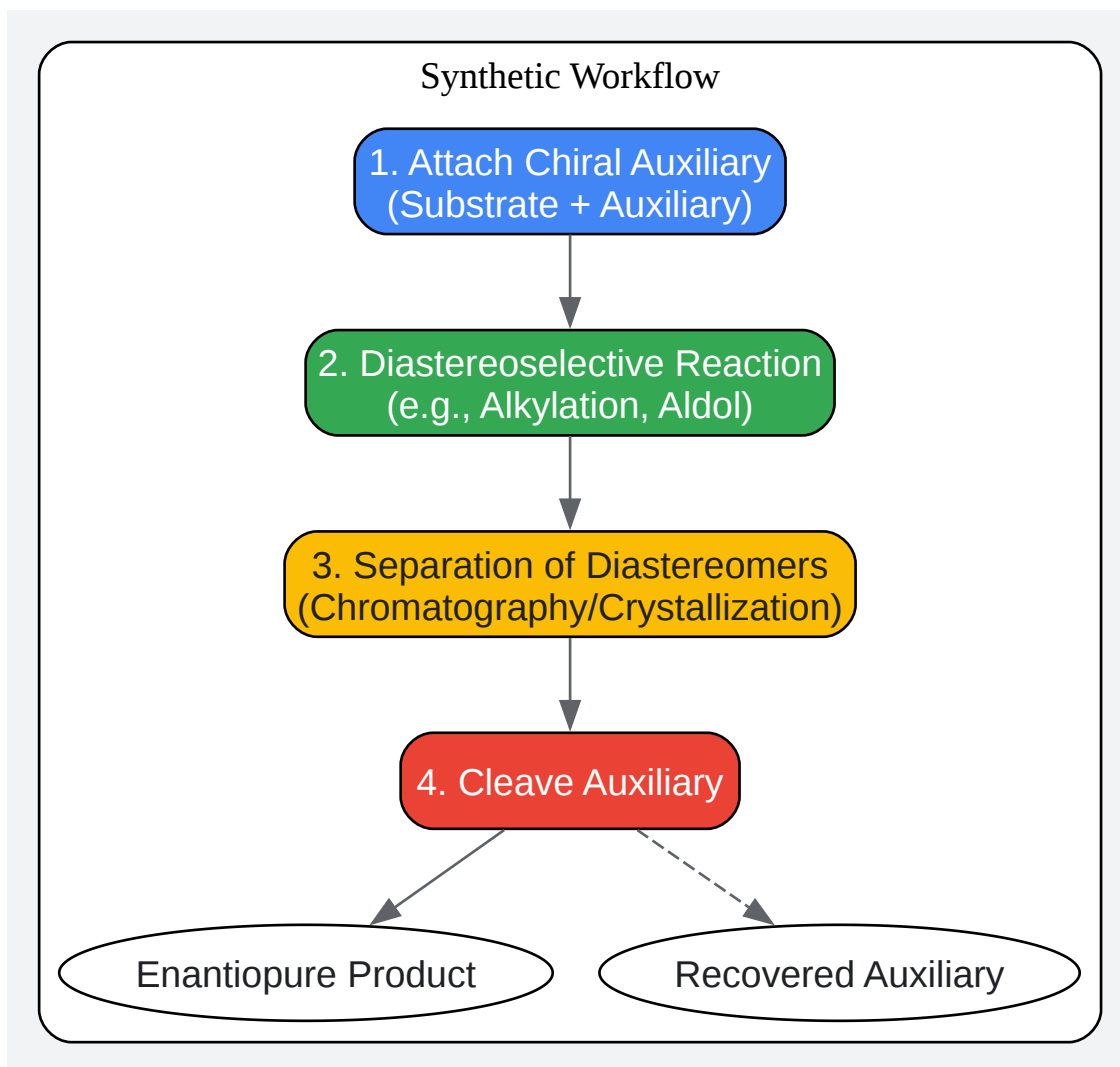 Synthetic Workflow
1. Attach Chiral Auxiliary
(Substrate + Auxiliary)
2. Diastereoselective Reaction
(e.g., Alkylation, Aldol)
3. Separation of Diastereomers
(Chromatography/Crystallization)
4. Cleave Auxiliary
Enantiopure Product
Recovered Auxiliary